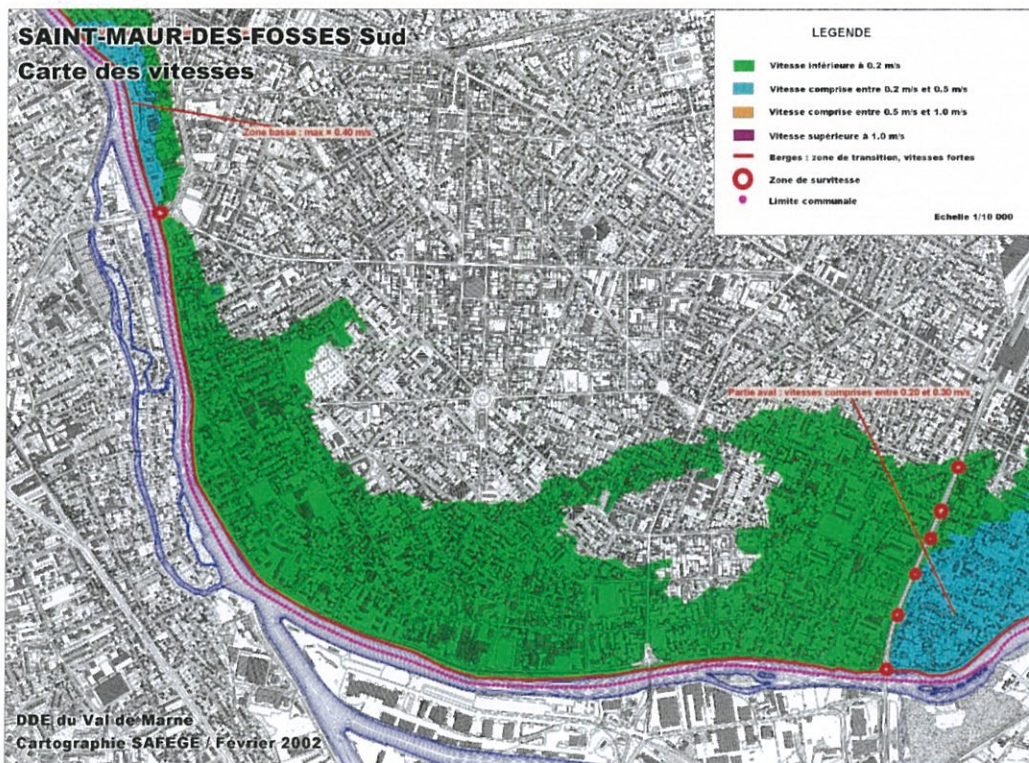 SAINT-MAUR-DES-FOSSES Sud
Carte des vitesses
LEGENDE
Vitesse inférieure à 0.2 m/s
Vitesse comprise entre 0.2 m/s et 0.5 m/s
Vitesse comprise entre 0.5 m/s et 1.0 m/s
Vitesse supérieure à 1.0 m/s
Berges : zone de transition, vitesses fortes
Zone de survitesse
Limite communale
Echelle 1/10 000
Zone basse : max = 0.40 m/s
Partie aval : vitesses comprises entre 0.20 et 0.30 m/s
DDE du Val de Marne
Cartographie SAFEGE / Février 2002